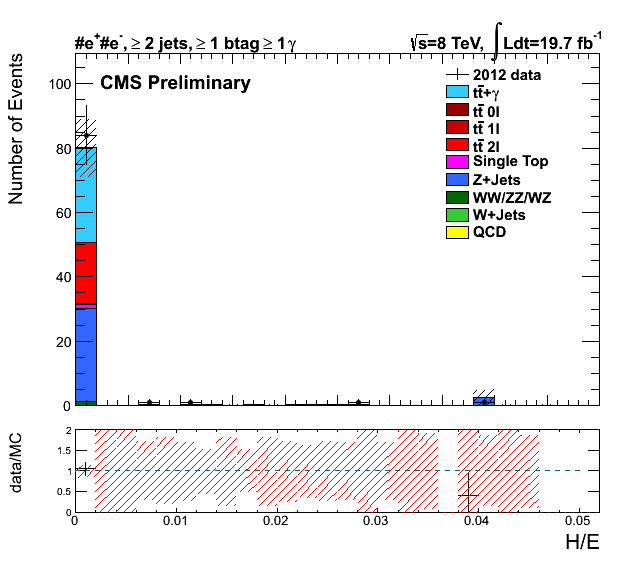 #e⁺#e⁻, ≥ 2 jets, ≥ 1 btag ≥ 1 γ
√s=8 TeV, ∫ Ldt=19.7 fb⁻¹
CMS Preliminary
2012 data
tt̄+γ
tt̄ 0l
tt̄ 1l
tt̄ 2l
Single Top
Z+Jets
WW/ZZ/WZ
W+Jets
QCD
Number of Events
100
80
60
40
20
0
data/MC
2
1.5
1
0.5
0
0 0.01 0.02 0.03 0.04 0.05
H/E